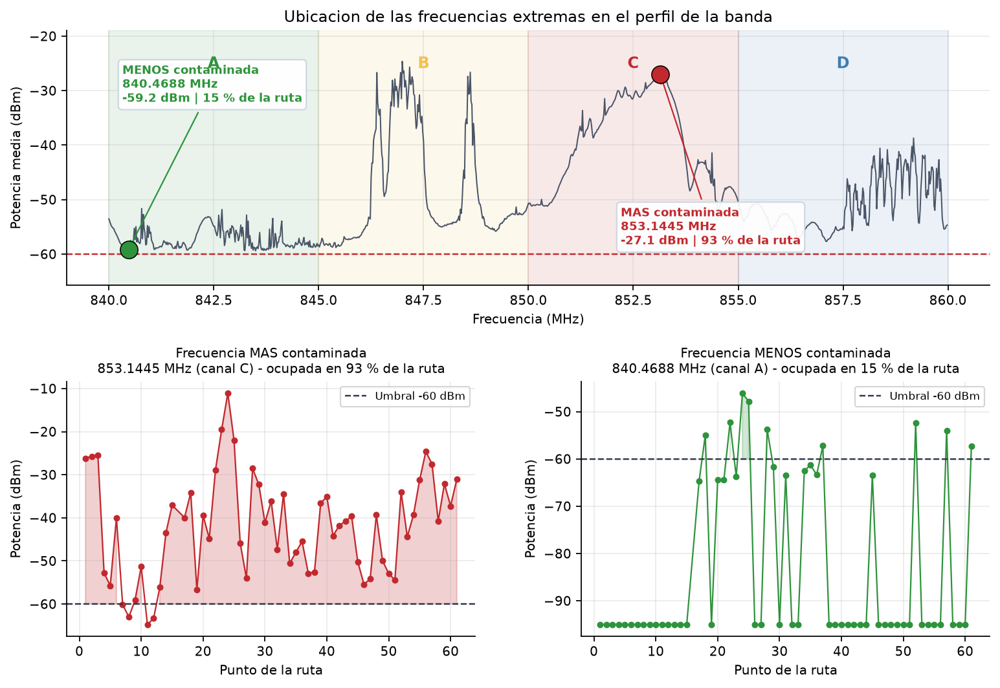 Ubicacion de las frecuencias extremas en el perfil de la banda
Potencia media (dBm)
−20
−30
−40
−50
−60
A
B
C
D
MENOS contaminada
840.4688 MHz
-59.2 dBm | 15 % de la ruta
MAS contaminada
853.1445 MHz
-27.1 dBm | 93 % de la ruta
840.0
842.5
845.0
847.5
850.0
852.5
855.0
857.5
860.0
Frecuencia (MHz)
Frecuencia MAS contaminada
853.1445 MHz (canal C) - ocupada en 93 % de la ruta
Potencia (dBm)
−10
−20
−30
−40
−50
−60
Umbral -60 dBm
0
10
20
30
40
50
60
Punto de la ruta
Frecuencia MENOS contaminada
840.4688 MHz (canal A) - ocupada en 15 % de la ruta
Potencia (dBm)
−50
−60
−70
−80
−90
Umbral -60 dBm
0
10
20
30
40
50
60
Punto de la ruta